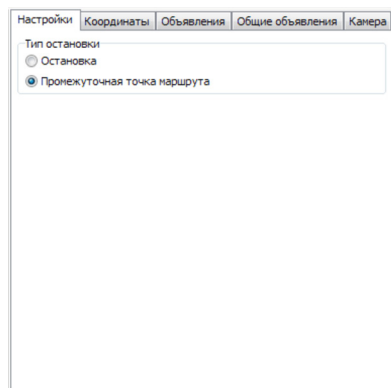 Настройки Координаты Объявления Общие объявления Камера
Тип остановки
Остановка
Промежуточная точка маршрута